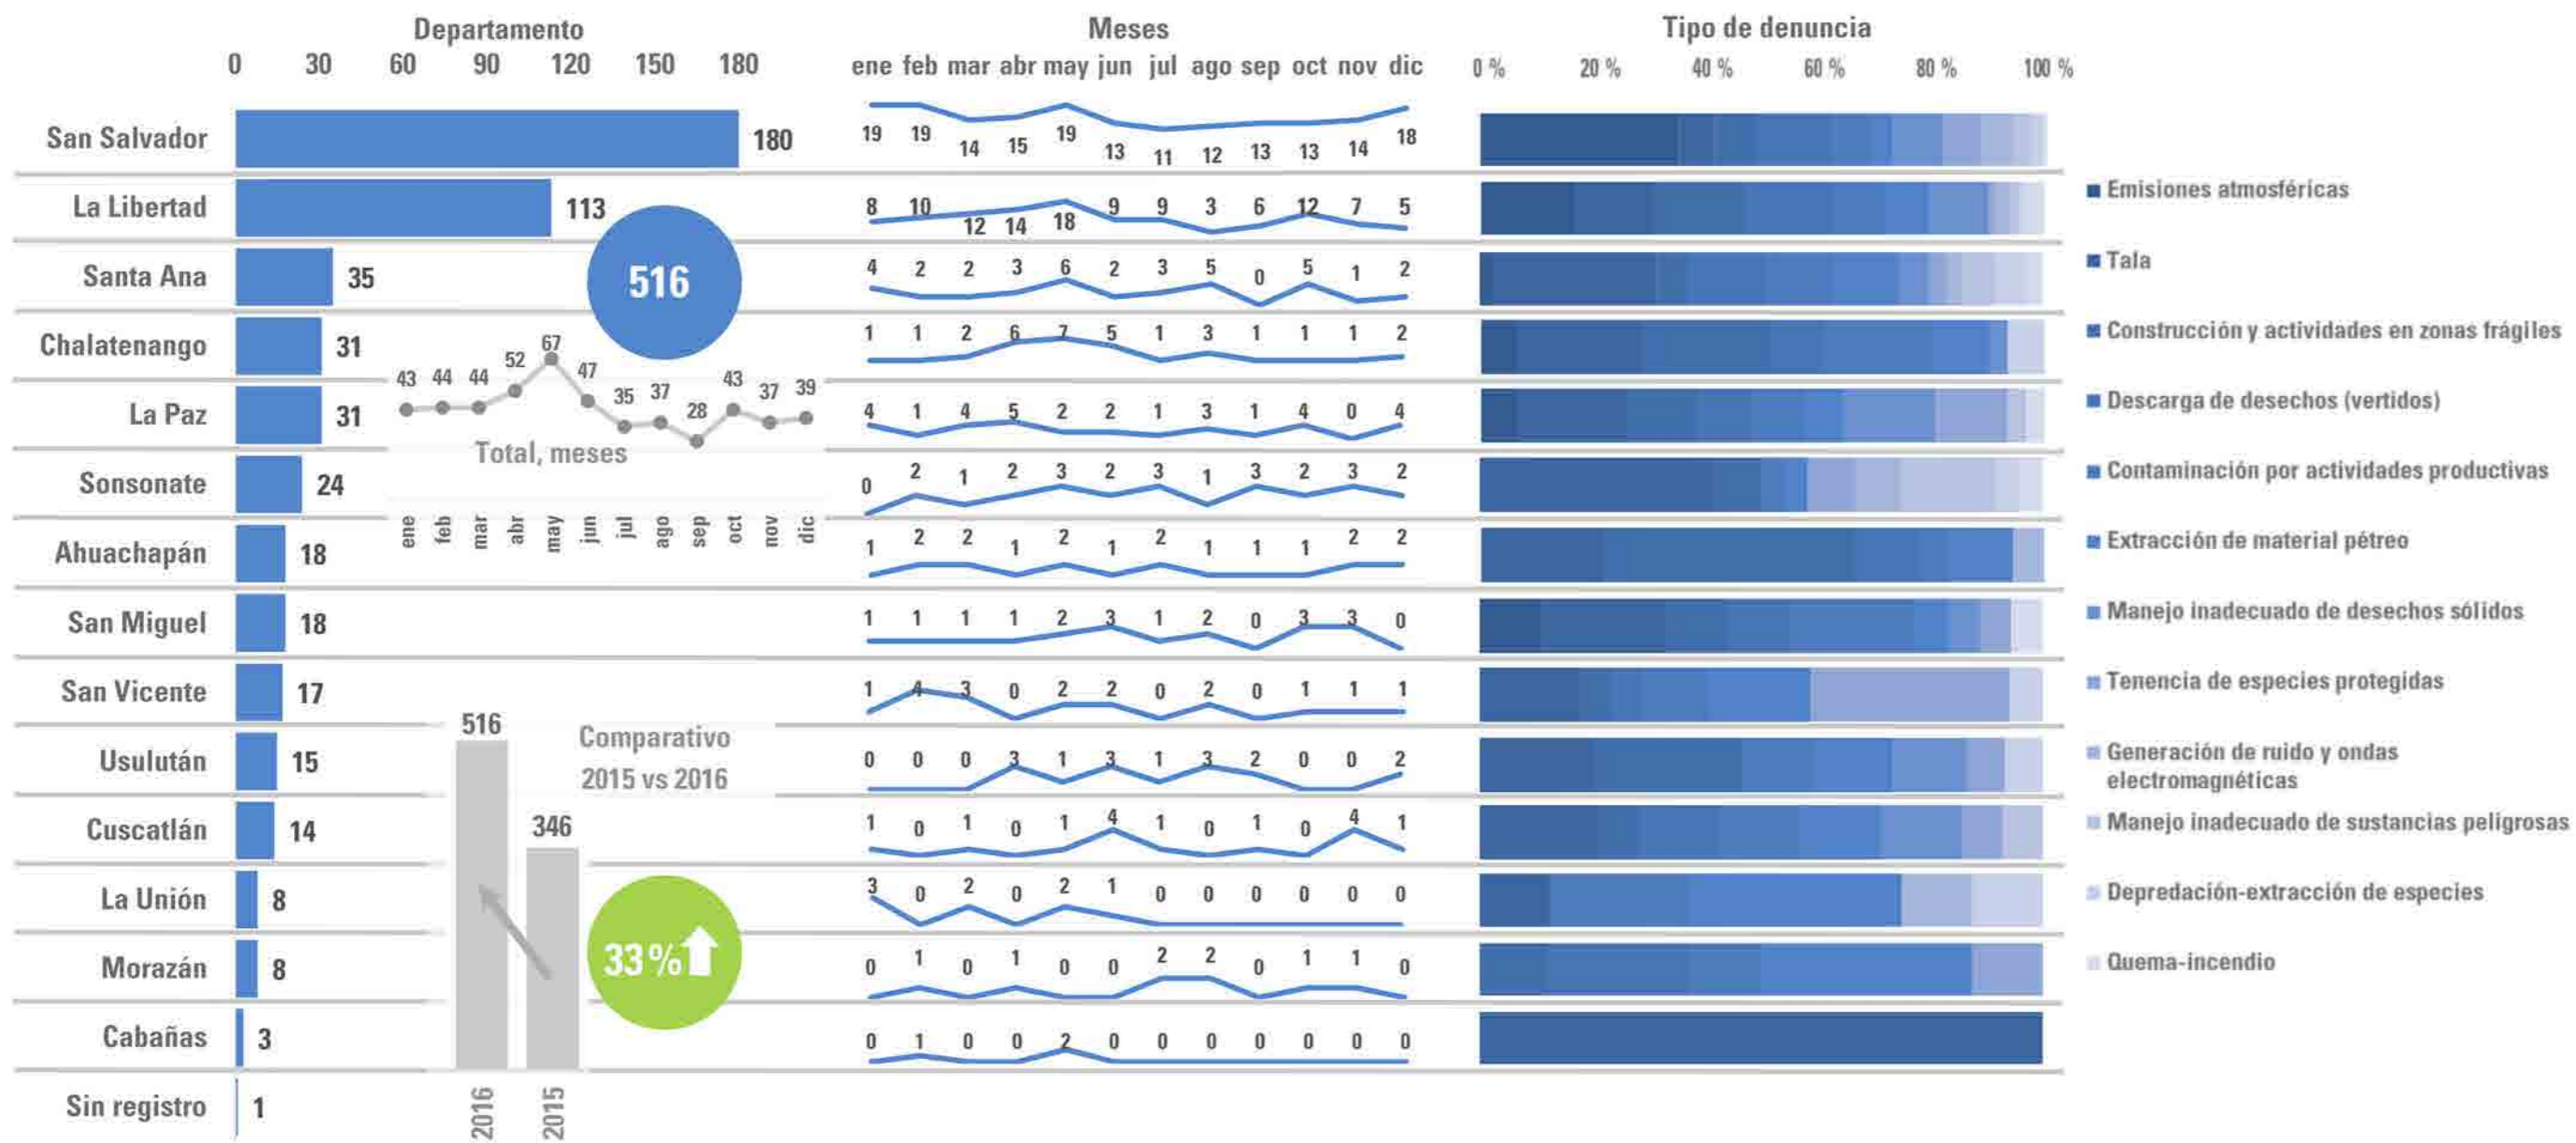 Departamento
0 30 60 90 120 150 180
Meses
ene feb mar abr may jun jul ago sep oct nov dic
Tipo de denuncia
0 % 20 % 40 % 60 % 80 % 100 %
San Salvador 180
19 19 14 15 19 13 11 12 13 13 14 18
La Libertad 113
8 10 12 14 18 9 9 3 6 12 7 5
Santa Ana 35
4 2 2 3 6 2 3 5 0 5 1 2
Chalatenango 31
1 1 2 6 7 5 1 3 1 1 1 2
La Paz 31
4 1 4 5 2 2 1 3 1 4 0 4
Sonsonate 24
0 2 1 2 3 2 3 1 3 2 3 2
Ahuachapán 18
1 2 2 1 2 1 2 1 1 1 2 2
San Miguel 18
1 1 1 1 2 3 1 2 0 3 3 0
San Vicente 17
1 4 3 0 2 2 0 2 0 1 1 1
Usulután 15
0 0 0 3 1 3 1 3 2 0 0 2
Cuscatlán 14
1 0 1 0 1 4 1 0 1 0 4 1
La Unión 8
3 0 2 0 2 1 0 0 0 0 0 0
Morazán 8
0 1 0 1 0 0 2 2 0 1 1 0
Cabañas 3
0 1 0 0 2 0 0 0 0 0 0 0
Sin registro 1
516
43 44 44 52 67 47 35 37 28 43 37 39
Total, meses
ene feb mar abr may jun jul ago sep oct nov dic
Comparativo
2015 vs 2016
516
346
33%
2016
2015
Emisiones atmosféricas
Tala
Construcción y actividades en zonas frágiles
Descarga de desechos (vertidos)
Contaminación por actividades productivas
Extracción de material pétreo
Manejo inadecuado de desechos sólidos
Tenencia de especies protegidas
Generación de ruido y ondas
electromagnéticas
Manejo inadecuado de sustancias peligrosas
Depredación-extracción de especies
Quema-incendio